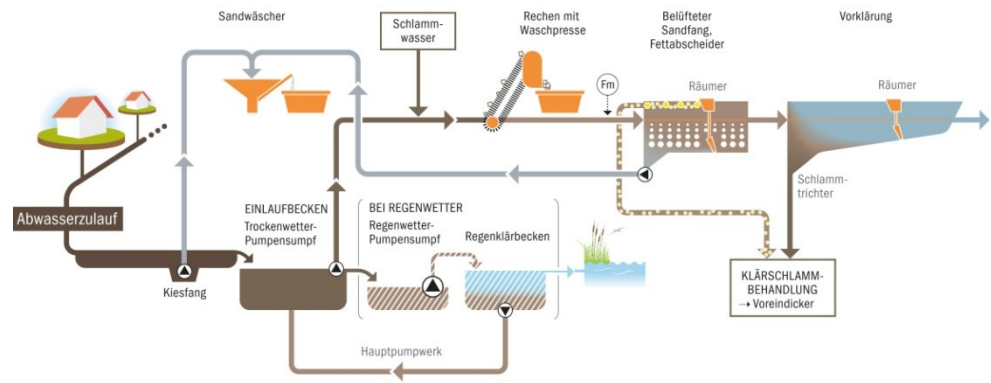 Sandwäscher
Schlamm-
wasser
Rechen mit
Waschpresse
Belüfteter
Sandfang,
Fettabscheider
Vorklärung
Fm
Räumer
Räumer
Abwasserzulauf
EINLAUFBECKEN
Trockenwetter-
Pumpensumpf
BEI REGENWETTER
Regenwetter-
Pumpensumpf
Regenklärbecken
Schlamm-
trichter
Kiesfang
KLÄRSCHLAMM-
BEHANDLUNG
→ Voreindicker
Hauptpumpwerk